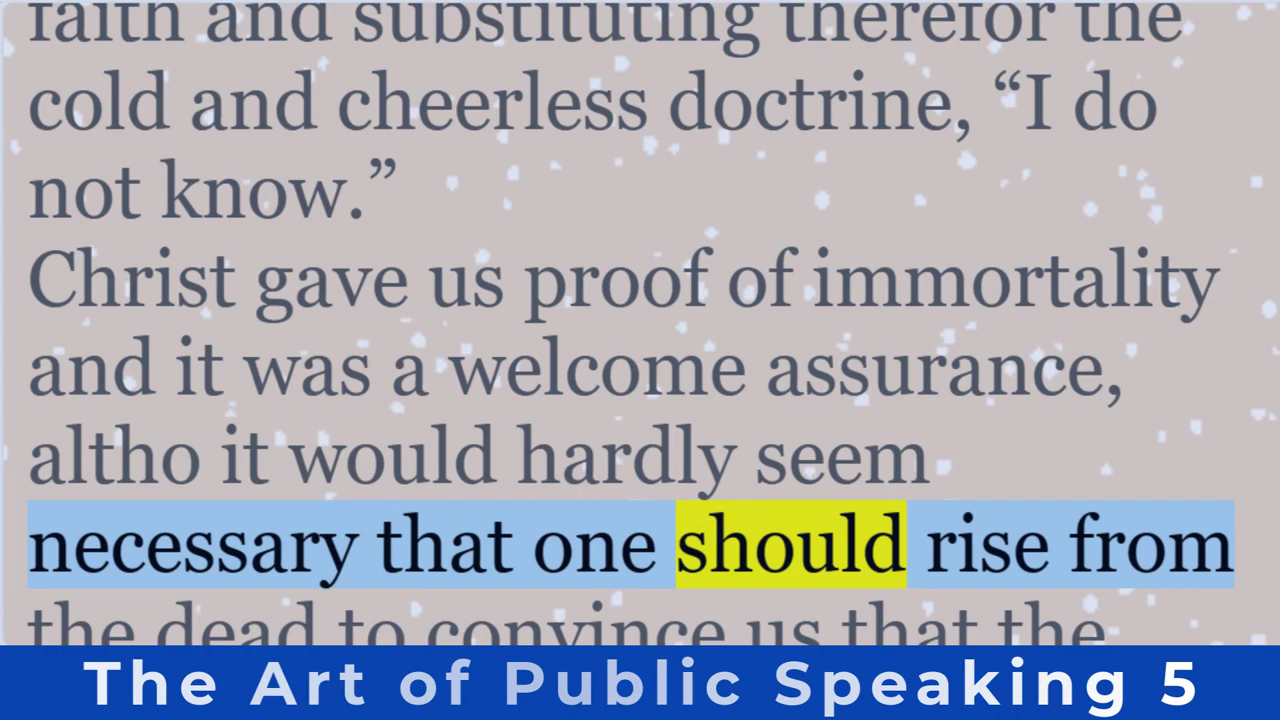 faith and substituting therefor the
cold and cheerless doctrine, “I do
not know.”
Christ gave us proof of immortality
and it was a welcome assurance,
altho it would hardly seem
necessary that one should rise from
the dead to convince us that the
The Art of Public Speaking 5